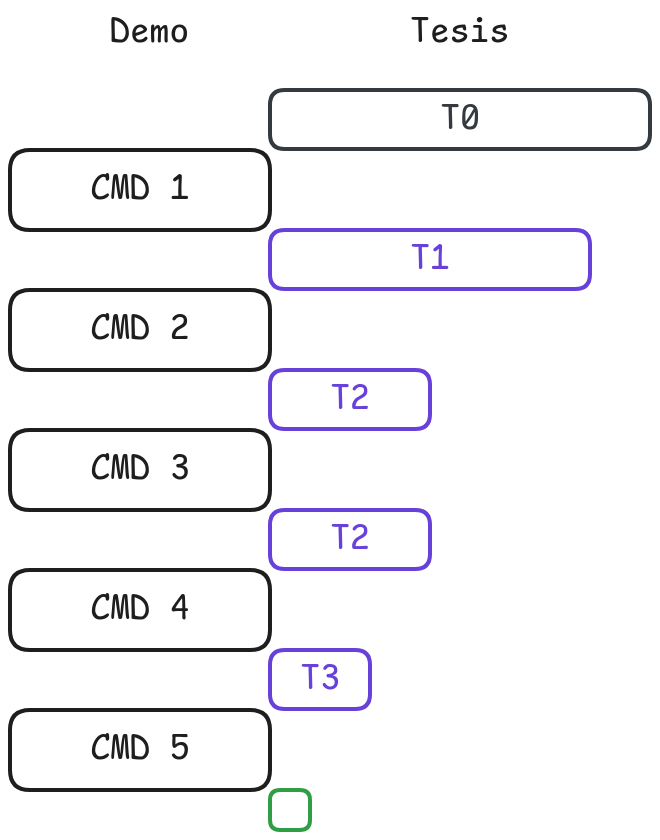 Demo Tesis
T0
CMD 1
T1
CMD 2
T2
CMD 3
T2
CMD 4
T3
CMD 5